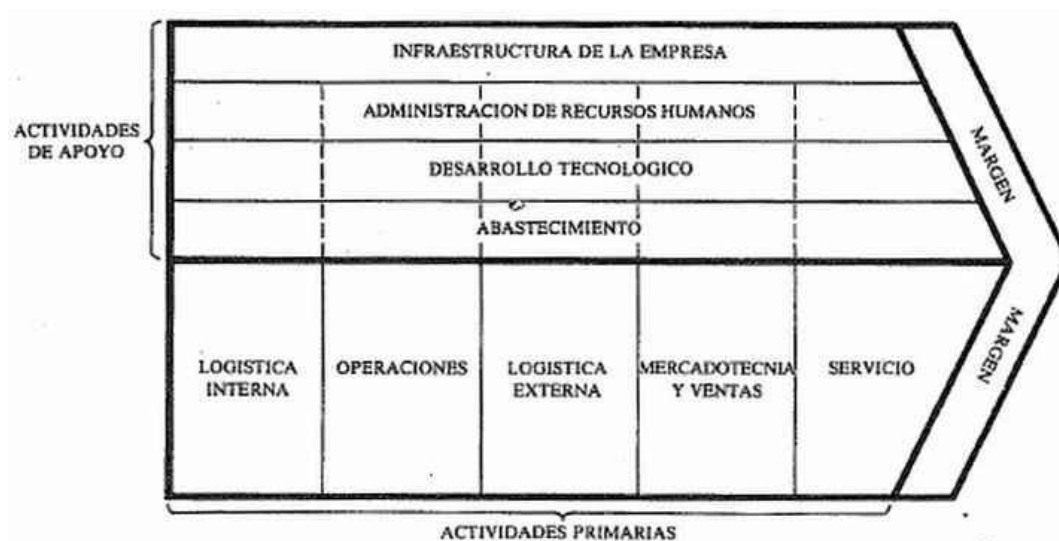 INFRAESTRUCTURA DE LA EMPRESA
ADMINISTRACION DE RECURSOS HUMANOS
ACTIVIDADES
DE APOYO
DESARROLLO TECNOLOGICO
ABASTECIMIENTO
MARGEN
LOGISTICA
INTERNA
OPERACIONES
LOGISTICA
EXTERNA
MERCADOTECNIA
Y VENTAS
SERVICIO
MARGEN
ACTIVIDADES PRIMARIAS